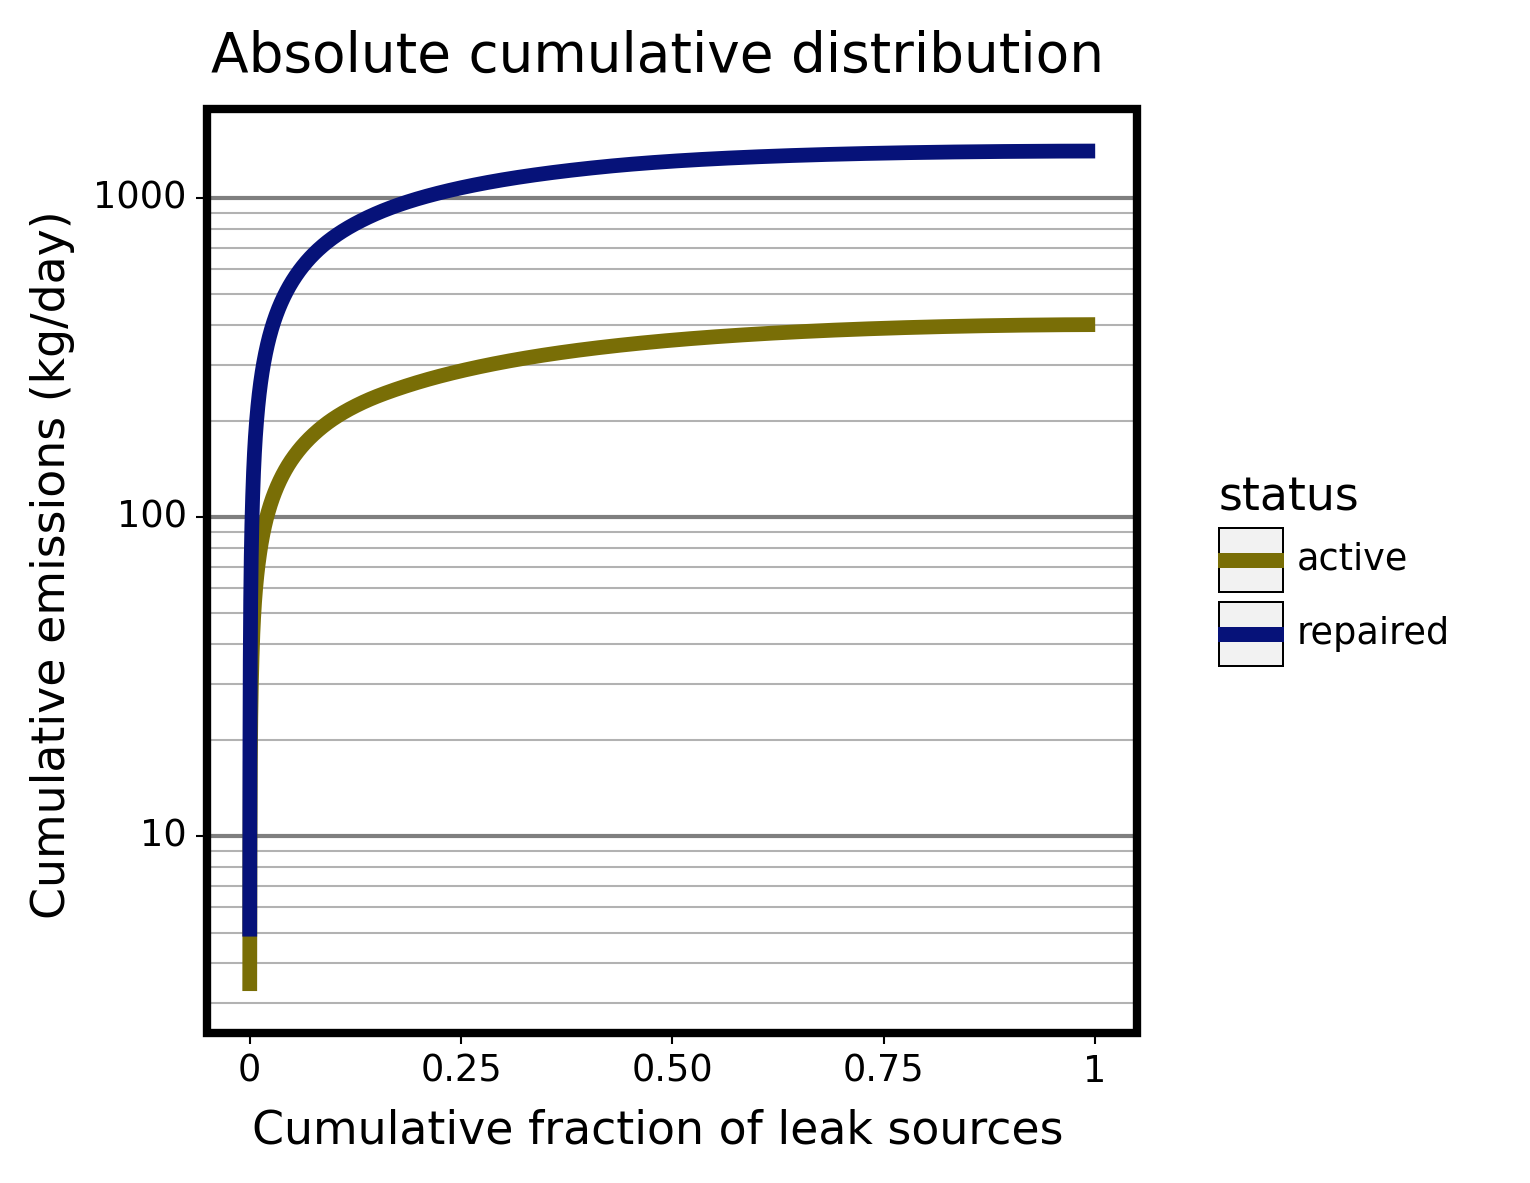 Absolute cumulative distribution
Cumulative emissions (kg/day)
1000
100
10
0 0.25 0.50 0.75 1
Cumulative fraction of leak sources
status
active
repaired